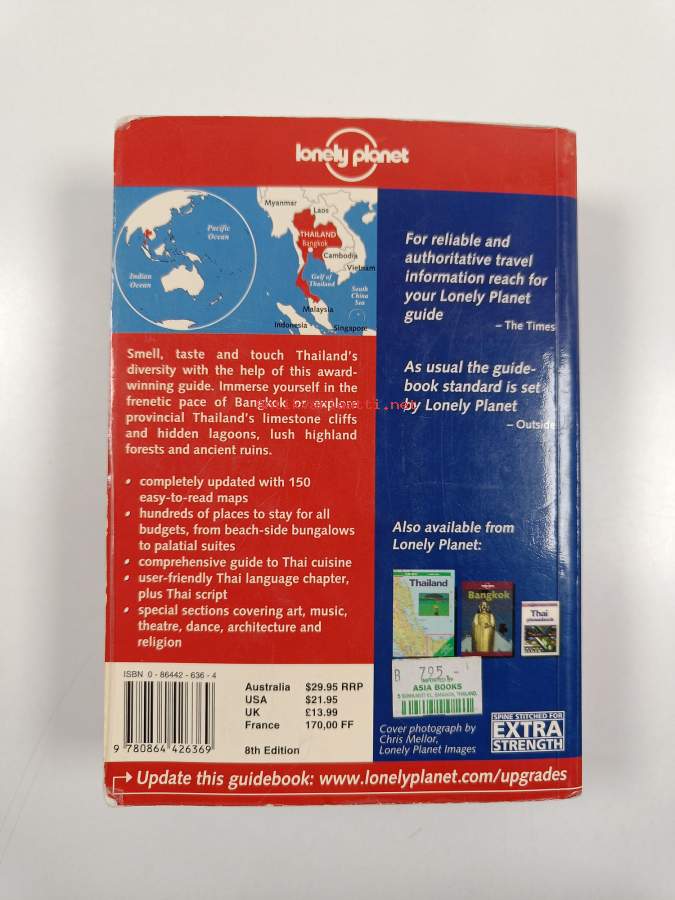 lonely planet
Pacific
Ocean
Indian
Ocean
Myanmar
Laos
THAILAND
Bangkok
Cambodia
Vietnam
Gulf of
Thailand
South
China
Sea
Malaysia
Indonesia
Singapore
For reliable and
authoritative travel
information reach for
your Lonely Planet
guide
– The Times
As usual the guide-
book standard is set
by Lonely Planet
– Outside
Smell, taste and touch Thailand's
diversity with the help of this award-
winning guide. Immerse yourself in the
frenetic pace of Bangkok or explore
provincial Thailand's limestone cliffs
and hidden lagoons, lush highland
forests and ancient ruins.
• completely updated with 150
easy-to-read maps
• hundreds of places to stay for all
budgets, from beach-side bungalows
to palatial suites
• comprehensive guide to Thai cuisine
• user-friendly Thai language chapter,
plus Thai script
• special sections covering art, music,
theatre, dance, architecture and
religion
Also available from
Lonely Planet:
Thailand
Bangkok
Thai
phrasebook
B 795.-
ASIA BOOKS
Cover photograph by
Chris Mellor,
Lonely Planet Images
SPINE STITCHED FOR
EXTRA
STRENGTH
ISBN 0 - 86442 - 636 - 4
9 780864 426369
Australia $29.95 RRP
USA $21.95
UK £13.99
France 170,00 FF
8th Edition
Update this guidebook: www.lonelyplanet.com/upgrades